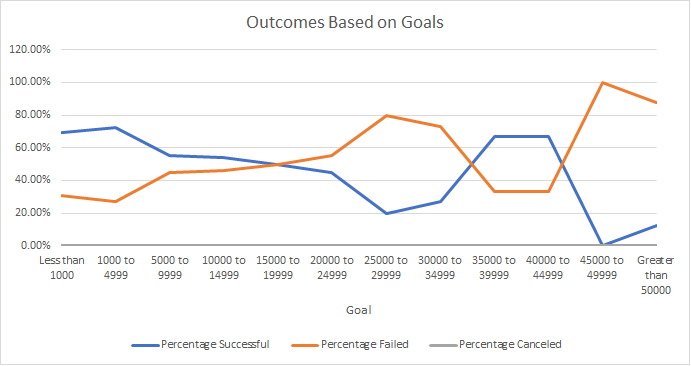 Outcomes Based on Goals
120.00%
100.00%
80.00%
60.00%
40.00%
20.00%
0.00%
Less than 1000 to 5000 to 10000 to 15000 to 20000 to 25000 to 30000 to 35000 to 40000 to 45000 to Greater
1000 4999 9999 14999 19999 24999 29999 34999 39999 44999 49999 than
50000
Goal
Percentage Successful Percentage Failed Percentage Canceled